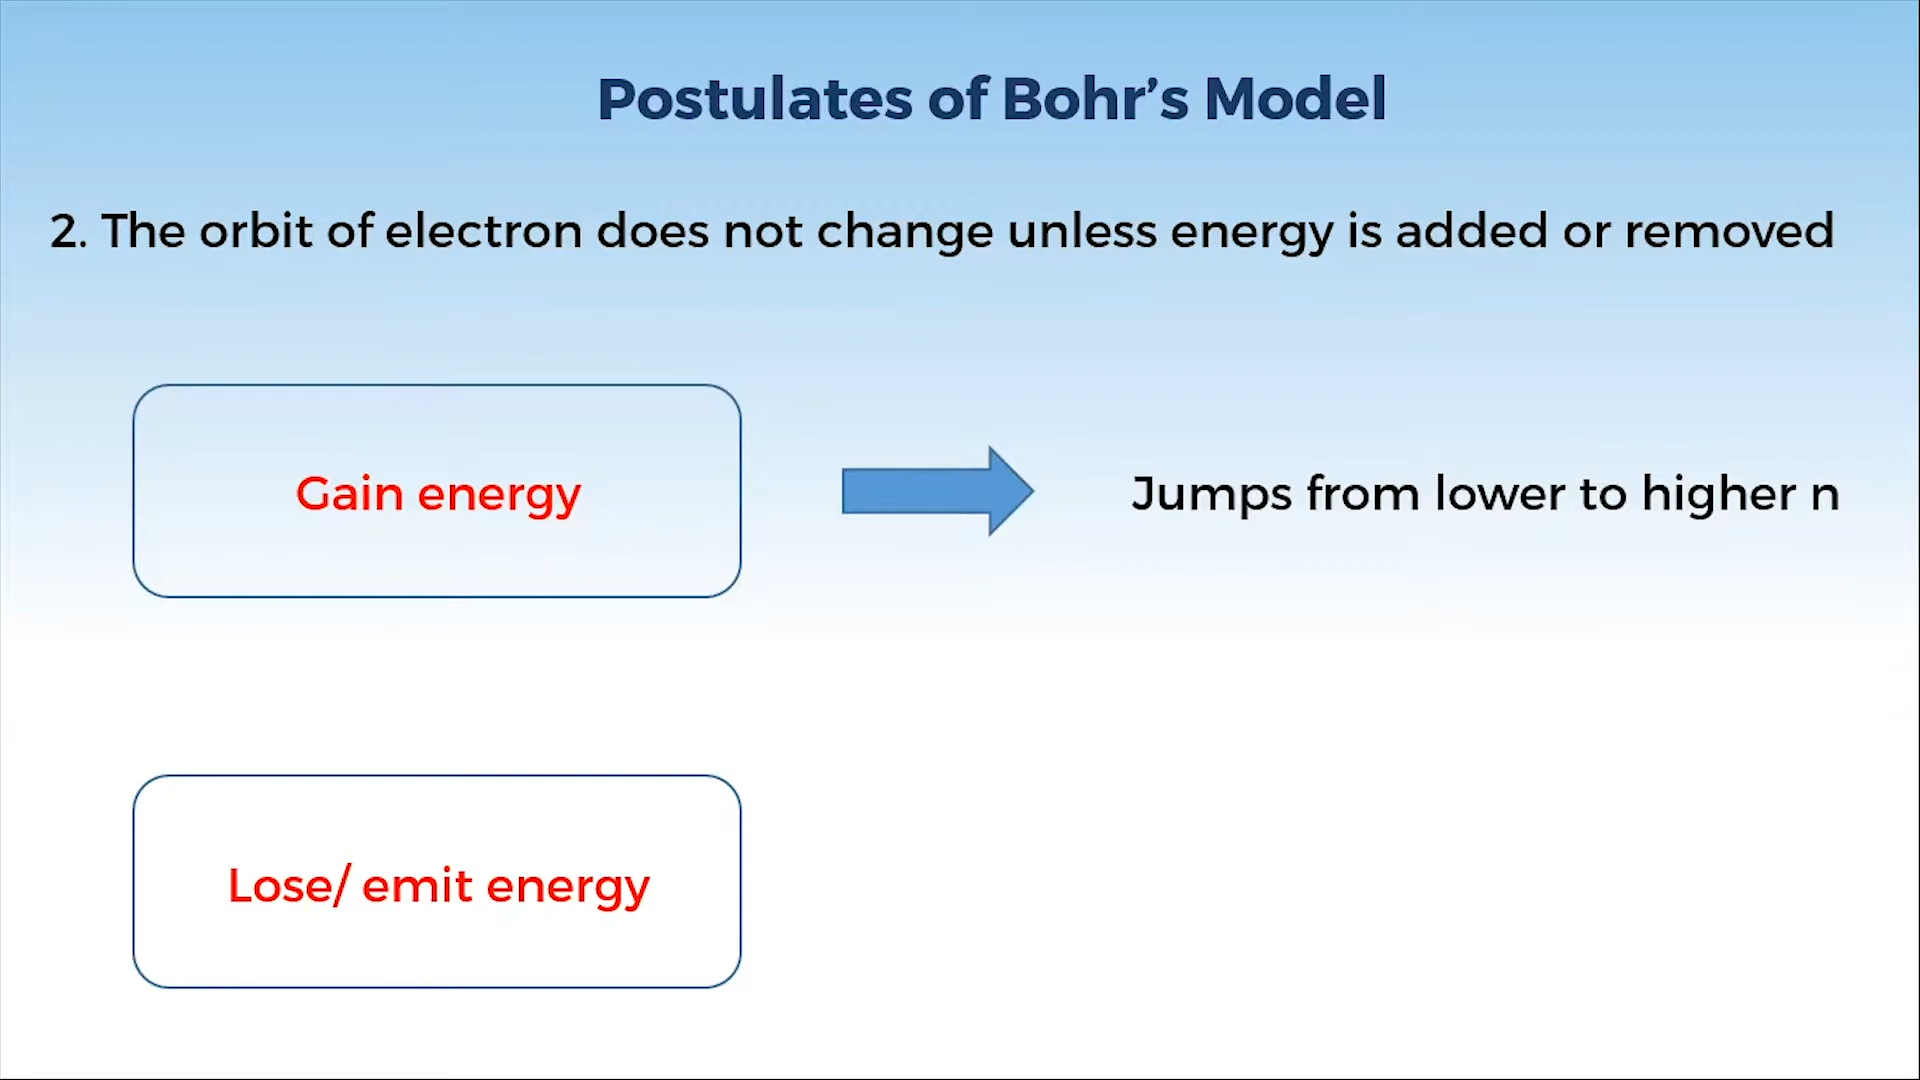 Postulates of Bohr’s Model
2. The orbit of electron does not change unless energy is added or removed
Gain energy
Jumps from lower to higher n
Lose/ emit energy